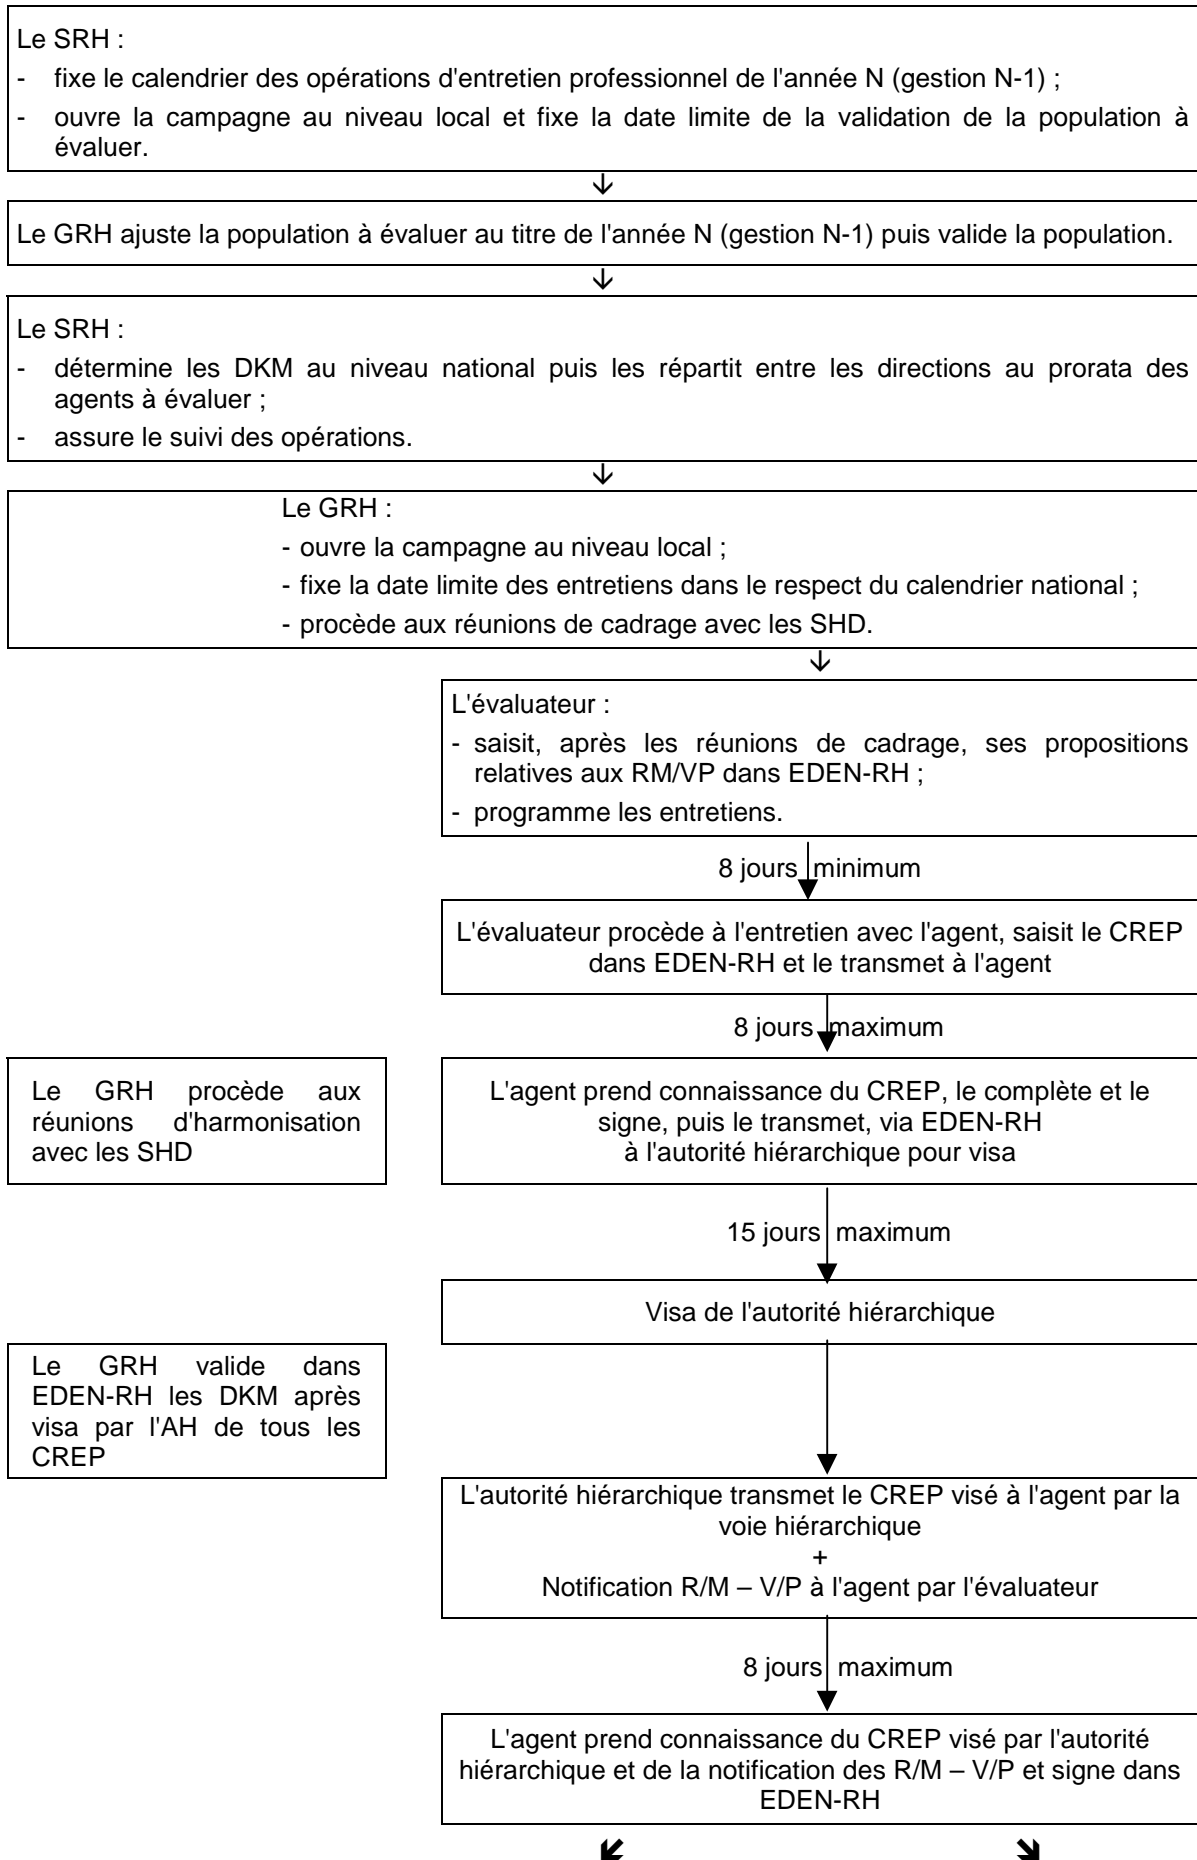 Le SRH :
- fixe le calendrier des opérations d'entretien professionnel de l'année N (gestion N-1) ;
- ouvre la campagne au niveau local et fixe la date limite de la validation de la population à
évaluer.
Le GRH ajuste la population à évaluer au titre de l'année N (gestion N-1) puis valide la population.
Le SRH :
- détermine les DKM au niveau national puis les répartit entre les directions au prorata des
agents à évaluer ;
- assure le suivi des opérations.
Le GRH :
- ouvre la campagne au niveau local ;
- fixe la date limite des entretiens dans le respect du calendrier national ;
- procède aux réunions de cadrage avec les SHD.
L'évaluateur :
- saisit, après les réunions de cadrage, ses propositions
relatives aux RM/VP dans EDEN-RH ;
- programme les entretiens.
8 jours minimum
L'évaluateur procède à l'entretien avec l'agent, saisit le CREP
dans EDEN-RH et le transmet à l'agent
8 jours maximum
Le GRH procède aux
réunions d'harmonisation
avec les SHD
L'agent prend connaissance du CREP, le complète et le
signe, puis le transmet, via EDEN-RH
à l'autorité hiérarchique pour visa
15 jours maximum
Visa de l'autorité hiérarchique
Le GRH valide dans
EDEN-RH les DKM après
visa par l'AH de tous les
CREP
L'autorité hiérarchique transmet le CREP visé à l'agent par la
voie hiérarchique
+
Notification R/M – V/P à l'agent par l'évaluateur
8 jours maximum
L'agent prend connaissance du CREP visé par l'autorité
hiérarchique et de la notification des R/M – V/P et signe dans
EDEN-RH